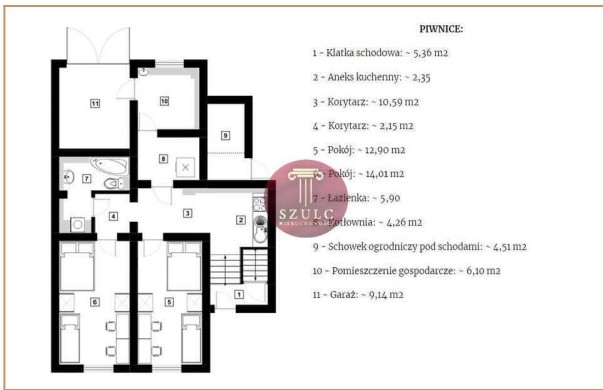 PIWNICE:
1 - Klatka schodowa: ~ 5,36 m2
2 - Aneks kuchenny: ~ 2,35
3 - Korytarz: ~ 10,59 m2
4 - Korytarz: ~ 2,15 m2
5 - Pokój: ~ 12,90 m2
- Pokój: ~ 14,01 m2
7 - Łazienka: ~ 5,90
Kotłownia: ~ 4,26 m2
9 - Schowek ogrodniczy pod schodami: ~ 4,51 m2
10 - Pomieszczenie gospodarcze: ~ 6,10 m2
11 - Garaż: ~ 9,14 m2
11
10
9
7
8
4
3
2
6
5
1
SZULC
NIERUCHOMOŚCI